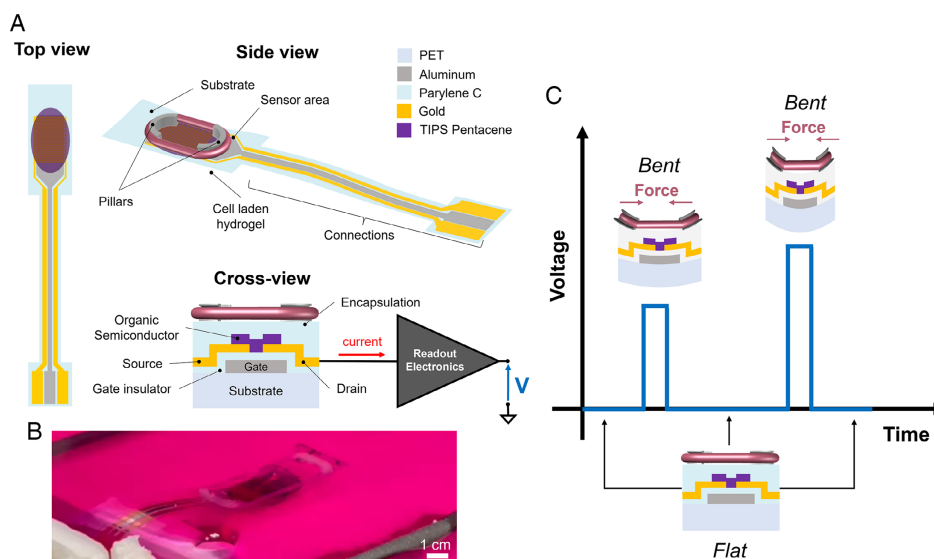 A
Top view
Side view
Substrate
Sensor area
Pillars
Cell laden
hydrogel
Connections
PET
Aluminum
Parylene C
Gold
TIPS Pentacene
Cross-view
Encapsulation
Organic
Semiconductor
current
Readout
Electronics
Source
Gate
Gate insulator
Substrate
Drain
V
B
1 cm
C
Voltage
Bent
Force
Bent
Force
Time
Flat